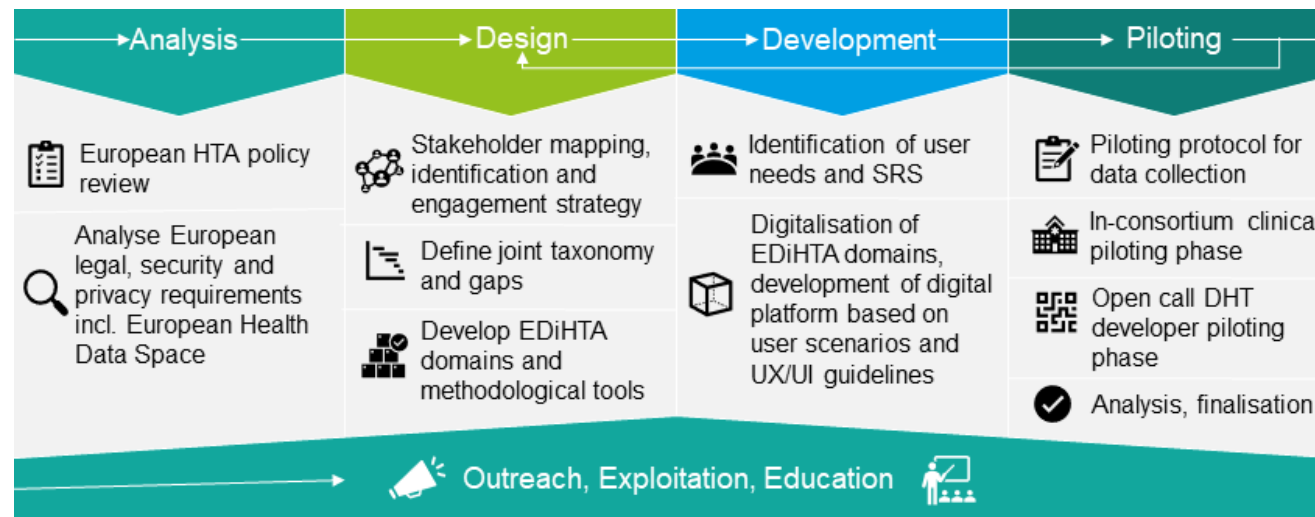 Analysis
Design
Development
Piloting
European HTA policy
review
Analyse European
legal, security and
privacy requirements
incl. European Health
Data Space
Stakeholder mapping,
identification and
engagement strategy
Define joint taxonomy
and gaps
Develop EDiHTA
domains and
methodological tools
Identification of user
needs and SRS
Digitalisation of
EDiHTA domains,
development of digital
platform based on
user scenarios and
UX/UI guidelines
Piloting protocol for
data collection
In-consortium clinica
piloting phase
Open call DHT
developer piloting
phase
Analysis, finalisation
Outreach, Exploitation, Education